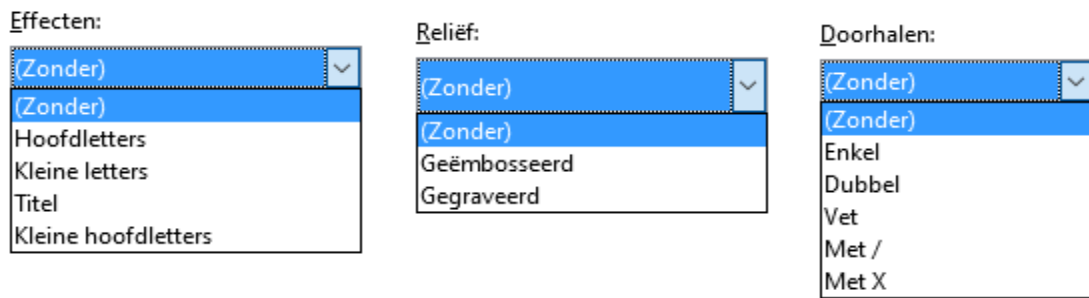 Effecten:
(Zonder)
(Zonder)
Hoofdletters
Kleine letters
Titel
Kleine hoofdletters
Reliëf:
(Zonder)
(Zonder)
Geëmbosseerd
Gegraveerd
Doorhalen:
(Zonder)
(Zonder)
Enkel
Dubbel
Vet
Met /
Met X